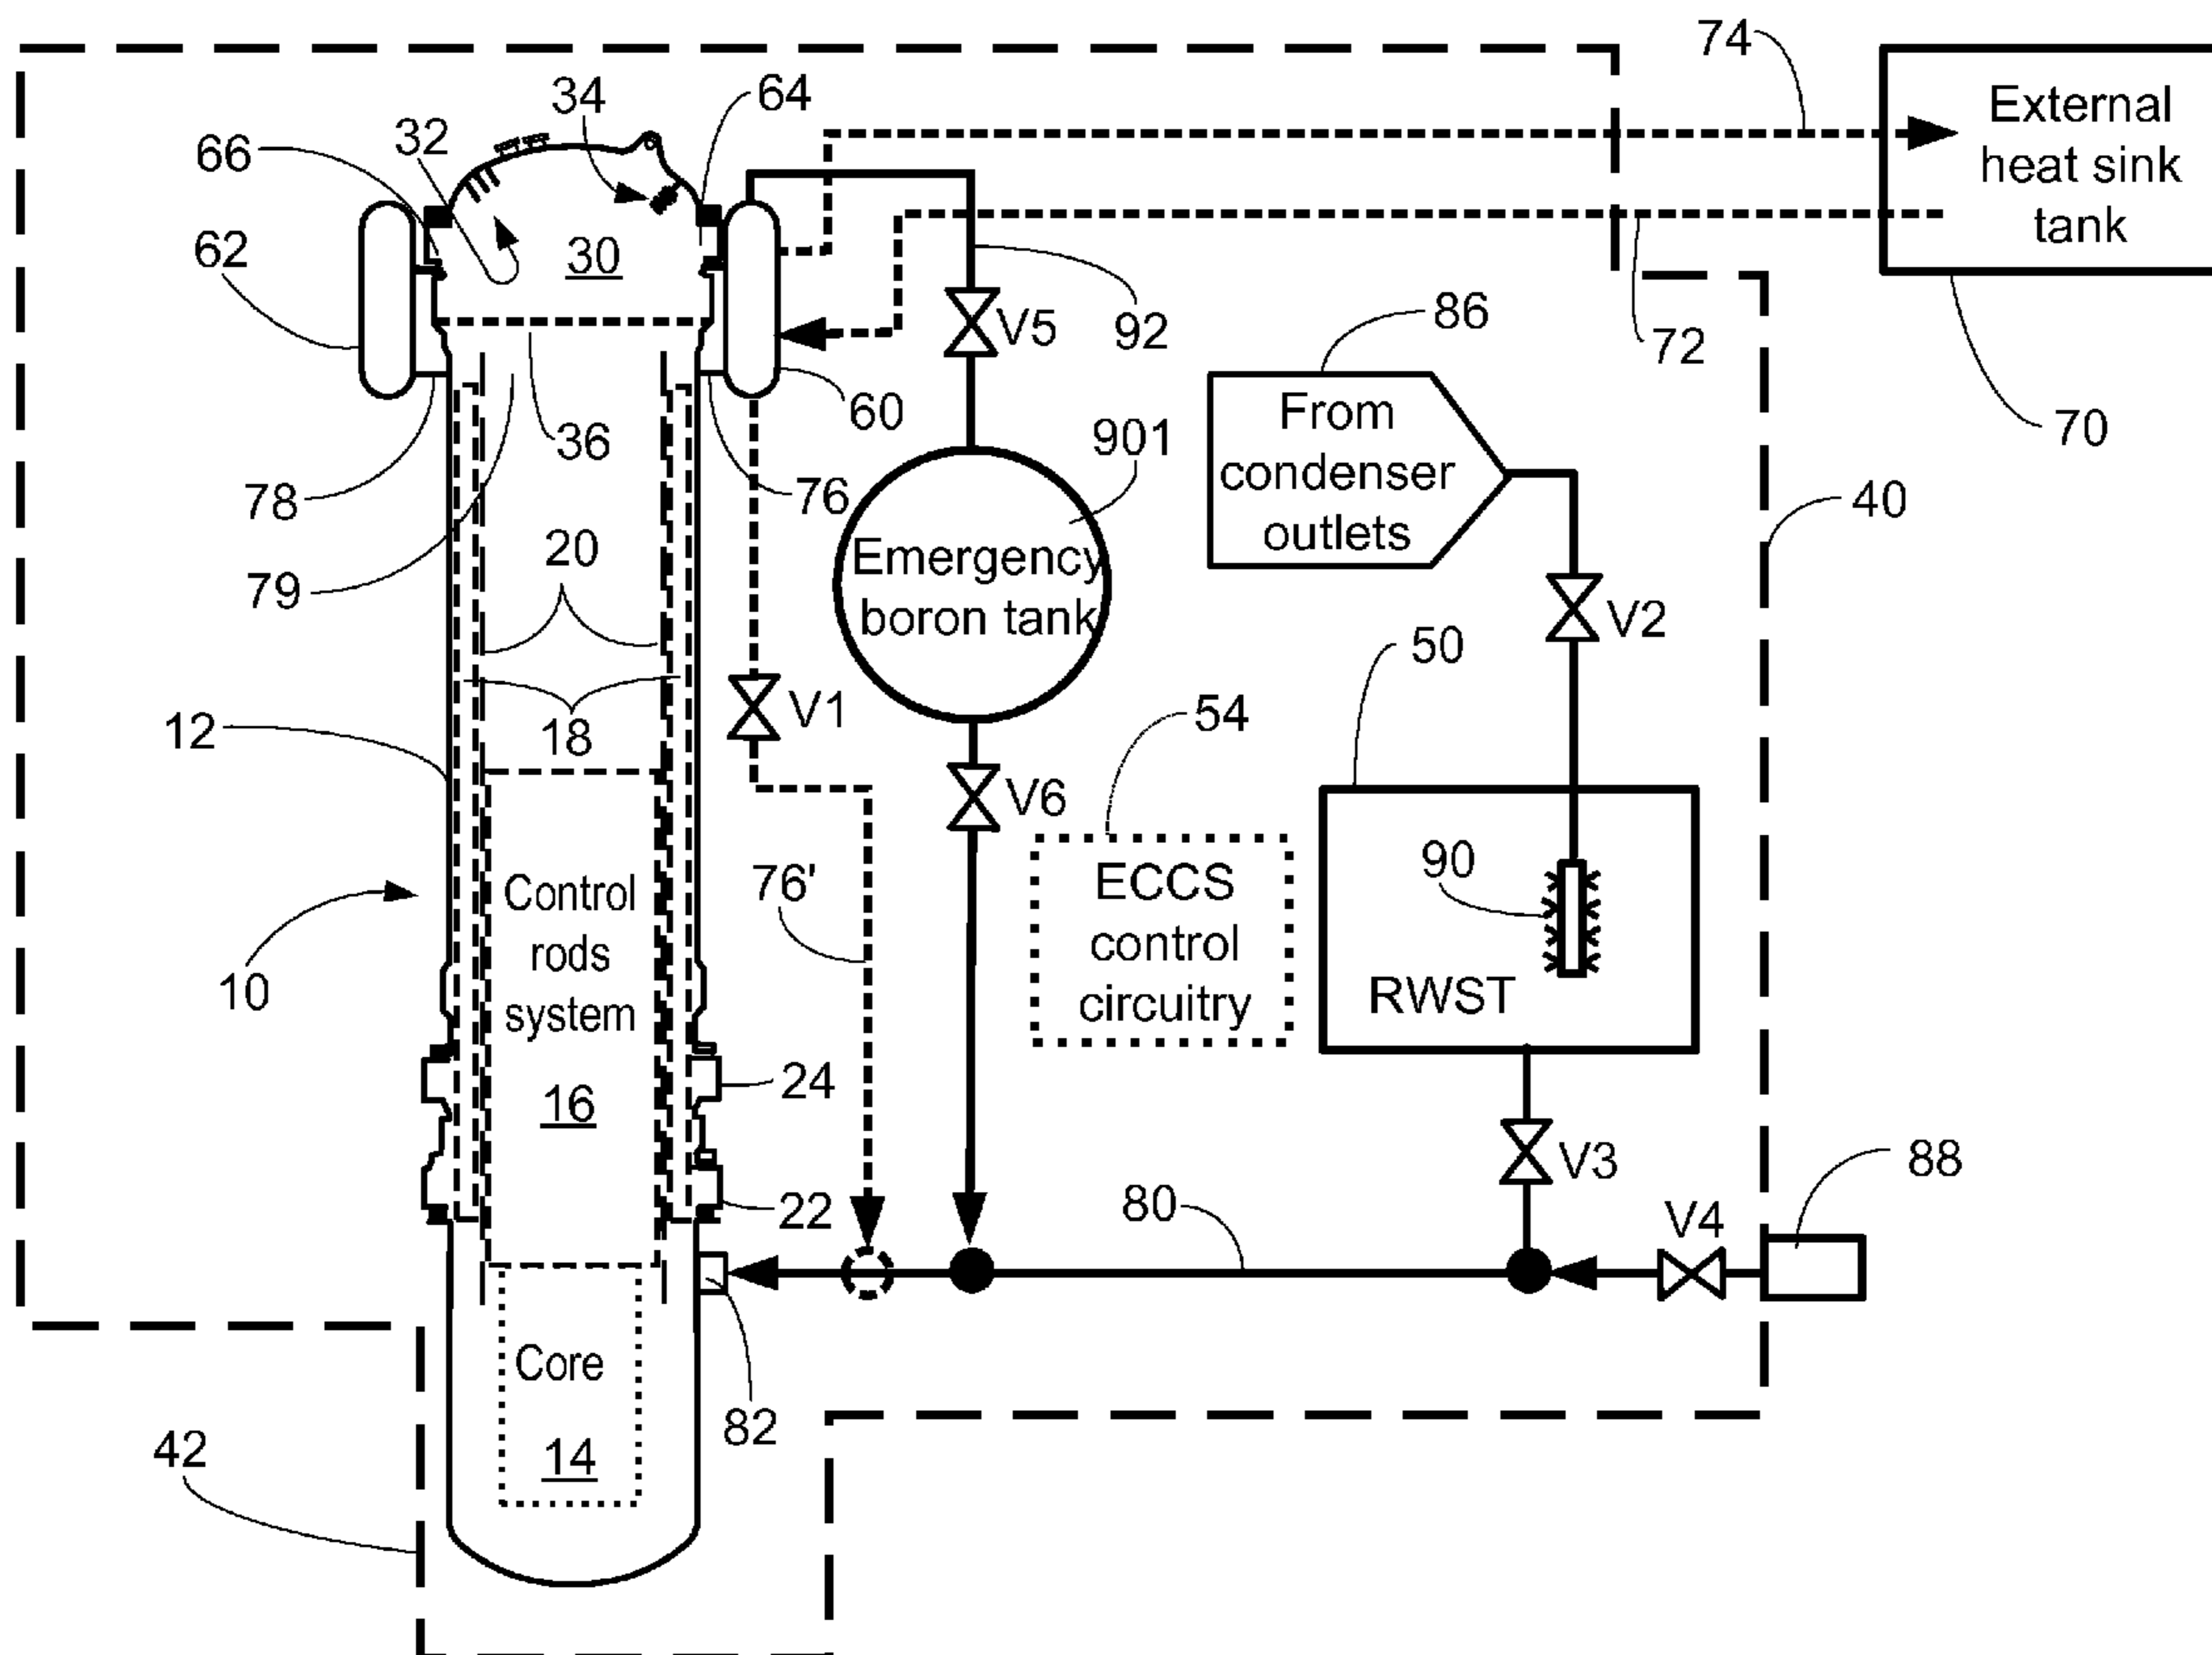 74
External
heat sink
tank
34
64
32
66
30
62
V5
92
86
72
60
From
condenser
outlets
901
70
36
78
76
40
20
79
Emergency
boron tank
V2
50
12
18
V1
54
V6
ECCS
control
circuitry
90
76'
Control
rods
system
RWST
10
24
16
88
V3
22
80
V4
Core
82
42
14